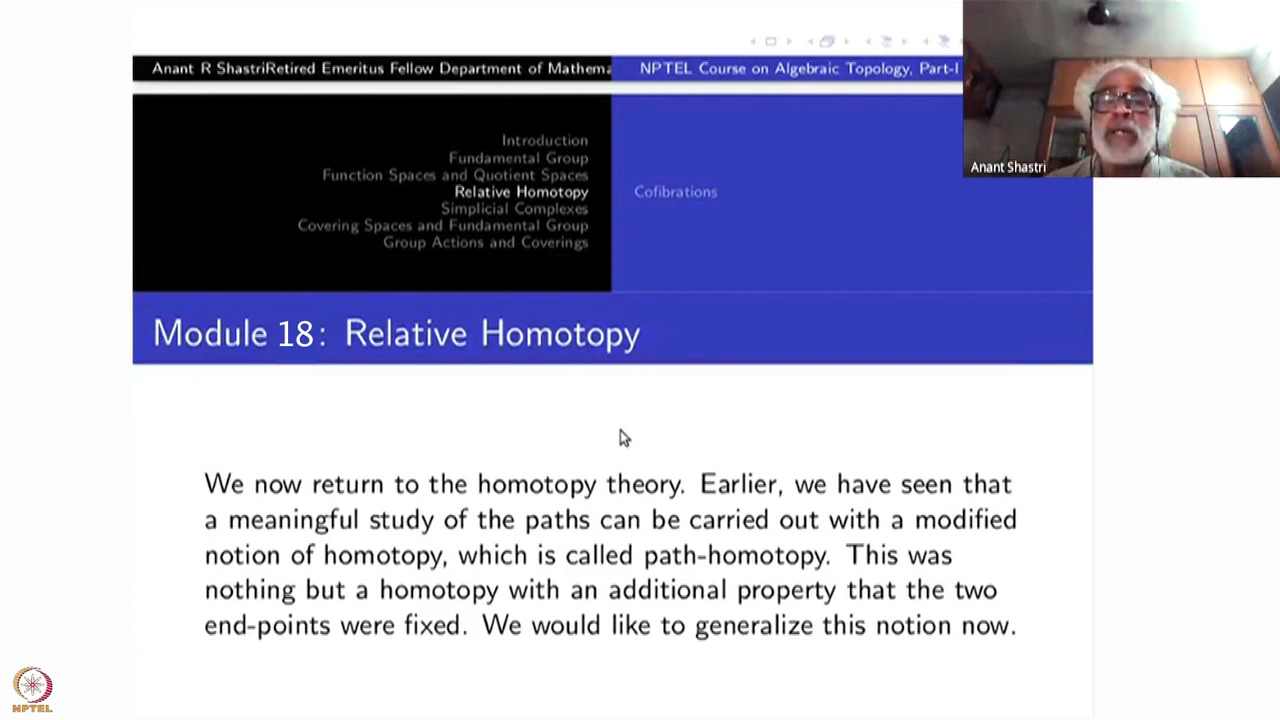 Anant R ShastriRetired Emeritus Fellow Department of Mathema
NPTEL Course on Algebraic Topology, Part-I
Introduction
Fundamental Group
Function Spaces and Quotient Spaces
Relative Homotopy
Simplicial Complexes
Covering Spaces and Fundamental Group
Group Actions and Coverings
Cofibrations
Anant Shastri
Module 18: Relative Homotopy
We now return to the homotopy theory. Earlier, we have seen that
a meaningful study of the paths can be carried out with a modified
notion of homotopy, which is called path-homotopy. This was
nothing but a homotopy with an additional property that the two
end-points were fixed. We would like to generalize this notion now.
NPTEL